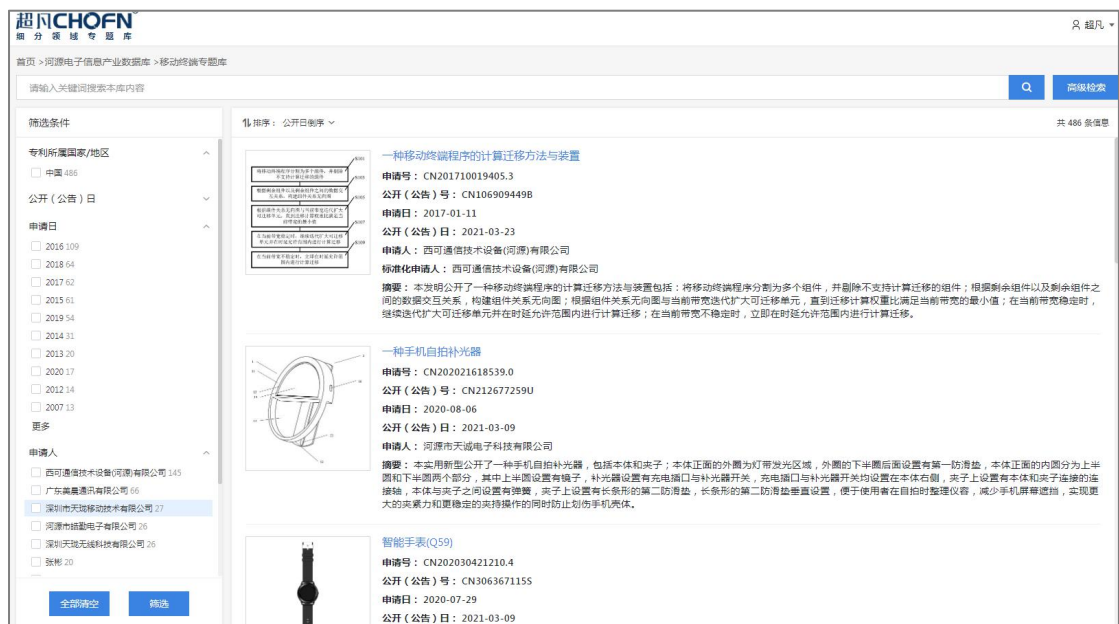 超凡CHOFN
细分领域专题库
超凡
首页 >河源电子信息产业数据库 >移动终端专题库
请输入关键词搜索本库内容
高级检索
筛选条件
排序： 公开日倒序
共 486 条信息
专利所属国家/地区
中国 486
公开（公告）日
申请日
2016 109
2018 64
2017 62
2015 61
2019 54
2014 31
2013 20
2020 17
2012 14
2007 13
更多
申请人
西可通信技术设备(河源)有限公司 145
广东美晨通讯有限公司 66
深圳市天珑移动技术有限公司 27
河源市皓勤电子有限公司 26
深圳天珑无线科技有限公司 26
张彬 20
全部清空
筛选
一种移动终端程序的计算迁移方法与装置
申请号： CN201710019405.3
公开（公告）号： CN106909449B
申请日： 2017-01-11
公开（公告）日： 2021-03-23
申请人： 西可通信技术设备(河源)有限公司
标准化申请人： 西可通信技术设备(河源)有限公司
摘要： 本发明公开了一种移动终端程序的计算迁移方法与装置包括：将移动终端程序分割为多个组件，并剔除不支持计算迁移的组件；根据剩余组件以及剩余组件之
间的数据交互关系，构建组件关系无向图；根据组件关系无向图与当前带宽迭代扩大可迁移单元，直到迁移计算权重比满足当前带宽的最小值；在当前带宽稳定时，
继续迭代扩大可迁移单元并在时延允许范围内进行计算迁移；在当前带宽不稳定时，立即在时延允许范围内进行计算迁移。
一种手机自拍补光器
申请号： CN202021618539.0
公开（公告）号： CN212677259U
申请日： 2020-08-06
公开（公告）日： 2021-03-09
申请人： 河源市天诚电子科技有限公司
摘要： 本实用新型公开了一种手机自拍补光器，包括本体和夹子；本体正面的外圈为灯带发光区域，外圈的下半圈后面设置有第一防滑垫，本体正面的内圆分为上半
圆和下半圆两个部分，其中上半圆设置有镜子，补光器设置有充电插口与补光器开关，充电插口与补光器开关均设置在本体右侧，夹子上设置有本体和夹子连接的连
接轴，本体与夹子之间设置有弹簧，夹子上设置有长条形的第二防滑垫，长条形的第二防滑垫垂直设置，便于使用者在自拍时整理仪容，减少手机屏幕遮挡，实现更
大的夹紧力和更稳定的夹持操作的同时防止划伤手机壳体。
智能手表(Q59)
申请号： CN202030421210.4
公开（公告）号： CN306367115S
申请日： 2020-07-29
公开（公告）日： 2021-03-09